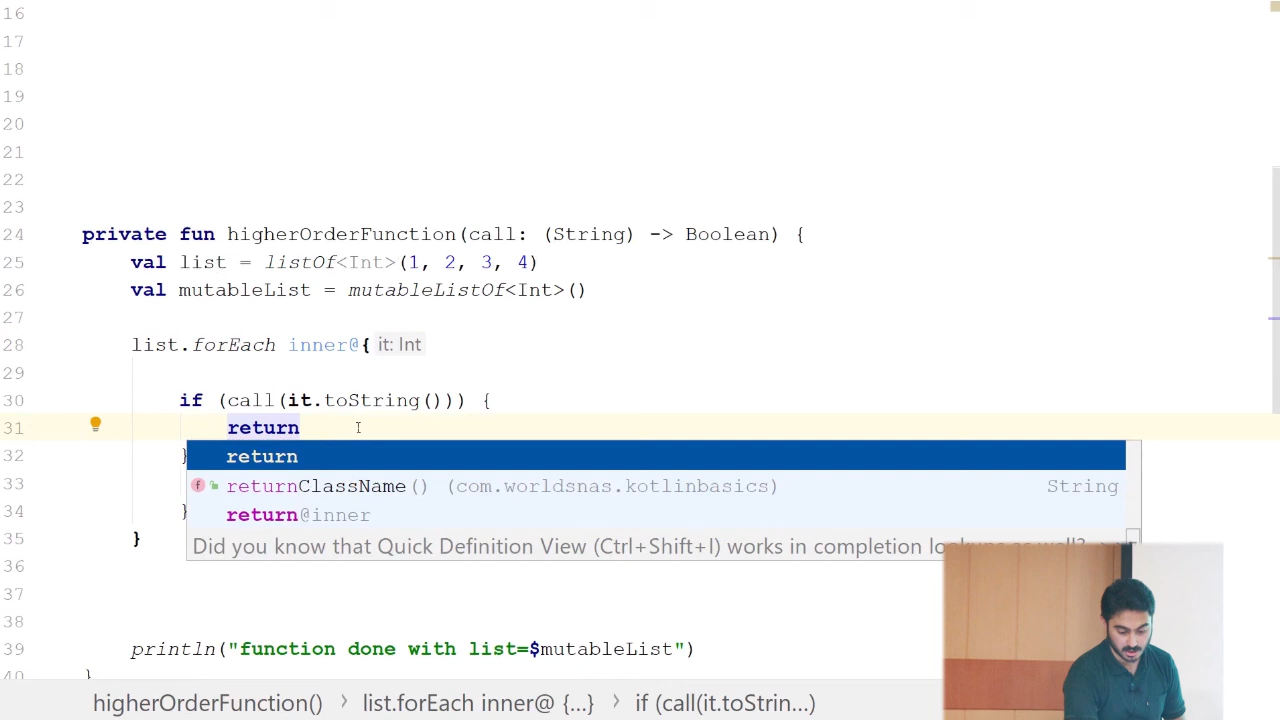 16
17
18
19
20
21
22
23
24 private fun higherOrderFunction(call: (String) -> Boolean) {
25 val list = listOf<Int>(1, 2, 3, 4)
26 val mutableList = mutableListOf<Int>()
27
28 list.forEach inner@{ it: Int
29
30 if (call(it.toString())) {
31 return
32 }
return
33
returnClassName() (com.worldsnas.kotlinbasics) String
34 }
return@inner
35 }
Did you know that Quick Definition View (Ctrl+Shift+I) works in completion
36
37
38
39 println("function done with list=$mutableList")
40 }
higherOrderFunction() › list.forEach inner@ {...} › if (call(it.toStrin...)